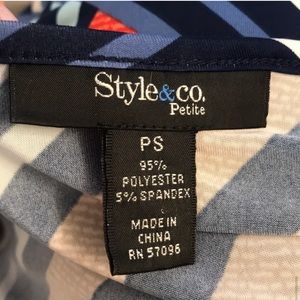 Style&co.
Petite
PS
95%
POLYESTER
5% SPANDEX
MADE IN
CHINA
RN 57096